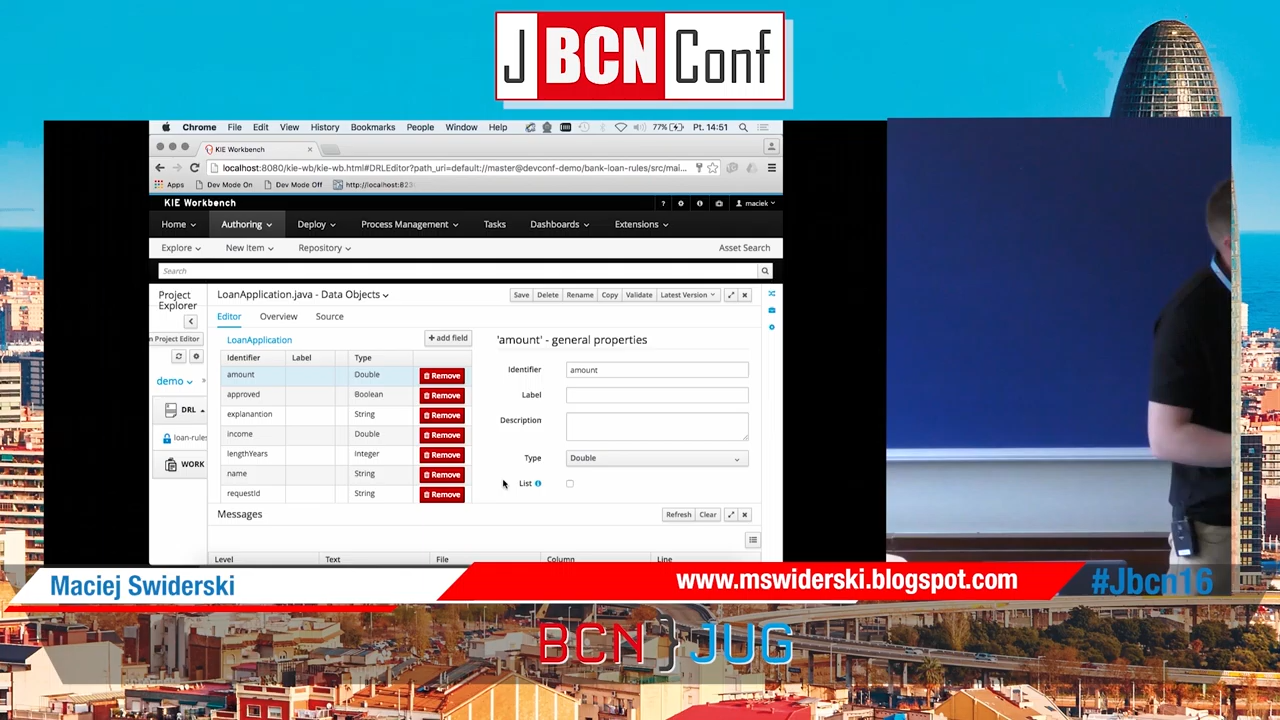 J BCN Conf
Chrome File Edit View History Bookmarks People Window Help 77% Pt. 14:51
KIE Workbench
localhost:8080/kie-wb/kie-wb.html#DRLEditor?path_uri=default://master@devconf-demo/bank-loan-rules/src/mai...
Apps Dev Mode On Dev Mode Off http://localhost:823
KIE Workbench
? maciek
Home Authoring Deploy Process Management Tasks Dashboards Extensions
Explore New Item Repository Asset Search
Search
Project Explorer
LoanApplication.java - Data Objects
Save Delete Rename Copy Validate Latest Version
Editor Overview Source
n Project Editor
LoanApplication
+ add field
'amount' - general properties
Identifier Label Type
amount Double Remove
approved Boolean Remove
explanantion String Remove
income Double Remove
lengthYears Integer Remove
name String Remove
requestId String Remove
Identifier amount
Label
Description
Type Double
List
demo
DRL
loan-rules
WORK
Messages
Refresh Clear
Level Text File Column Line
Maciej Swiderski
www.mswiderski.blogspot.com
#Jbcn16
BCN JUG